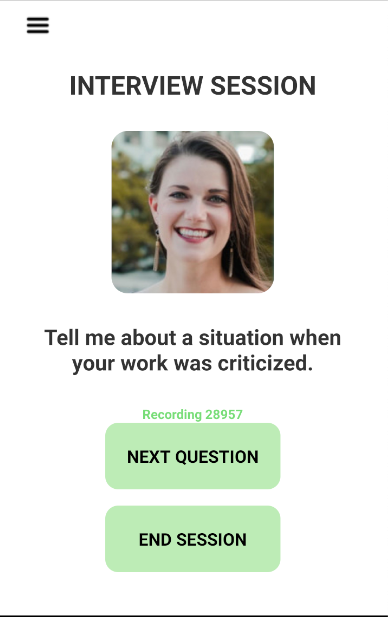 INTERVIEW SESSION
Tell me about a situation when
your work was criticized.
Recording 28957
NEXT QUESTION
END SESSION